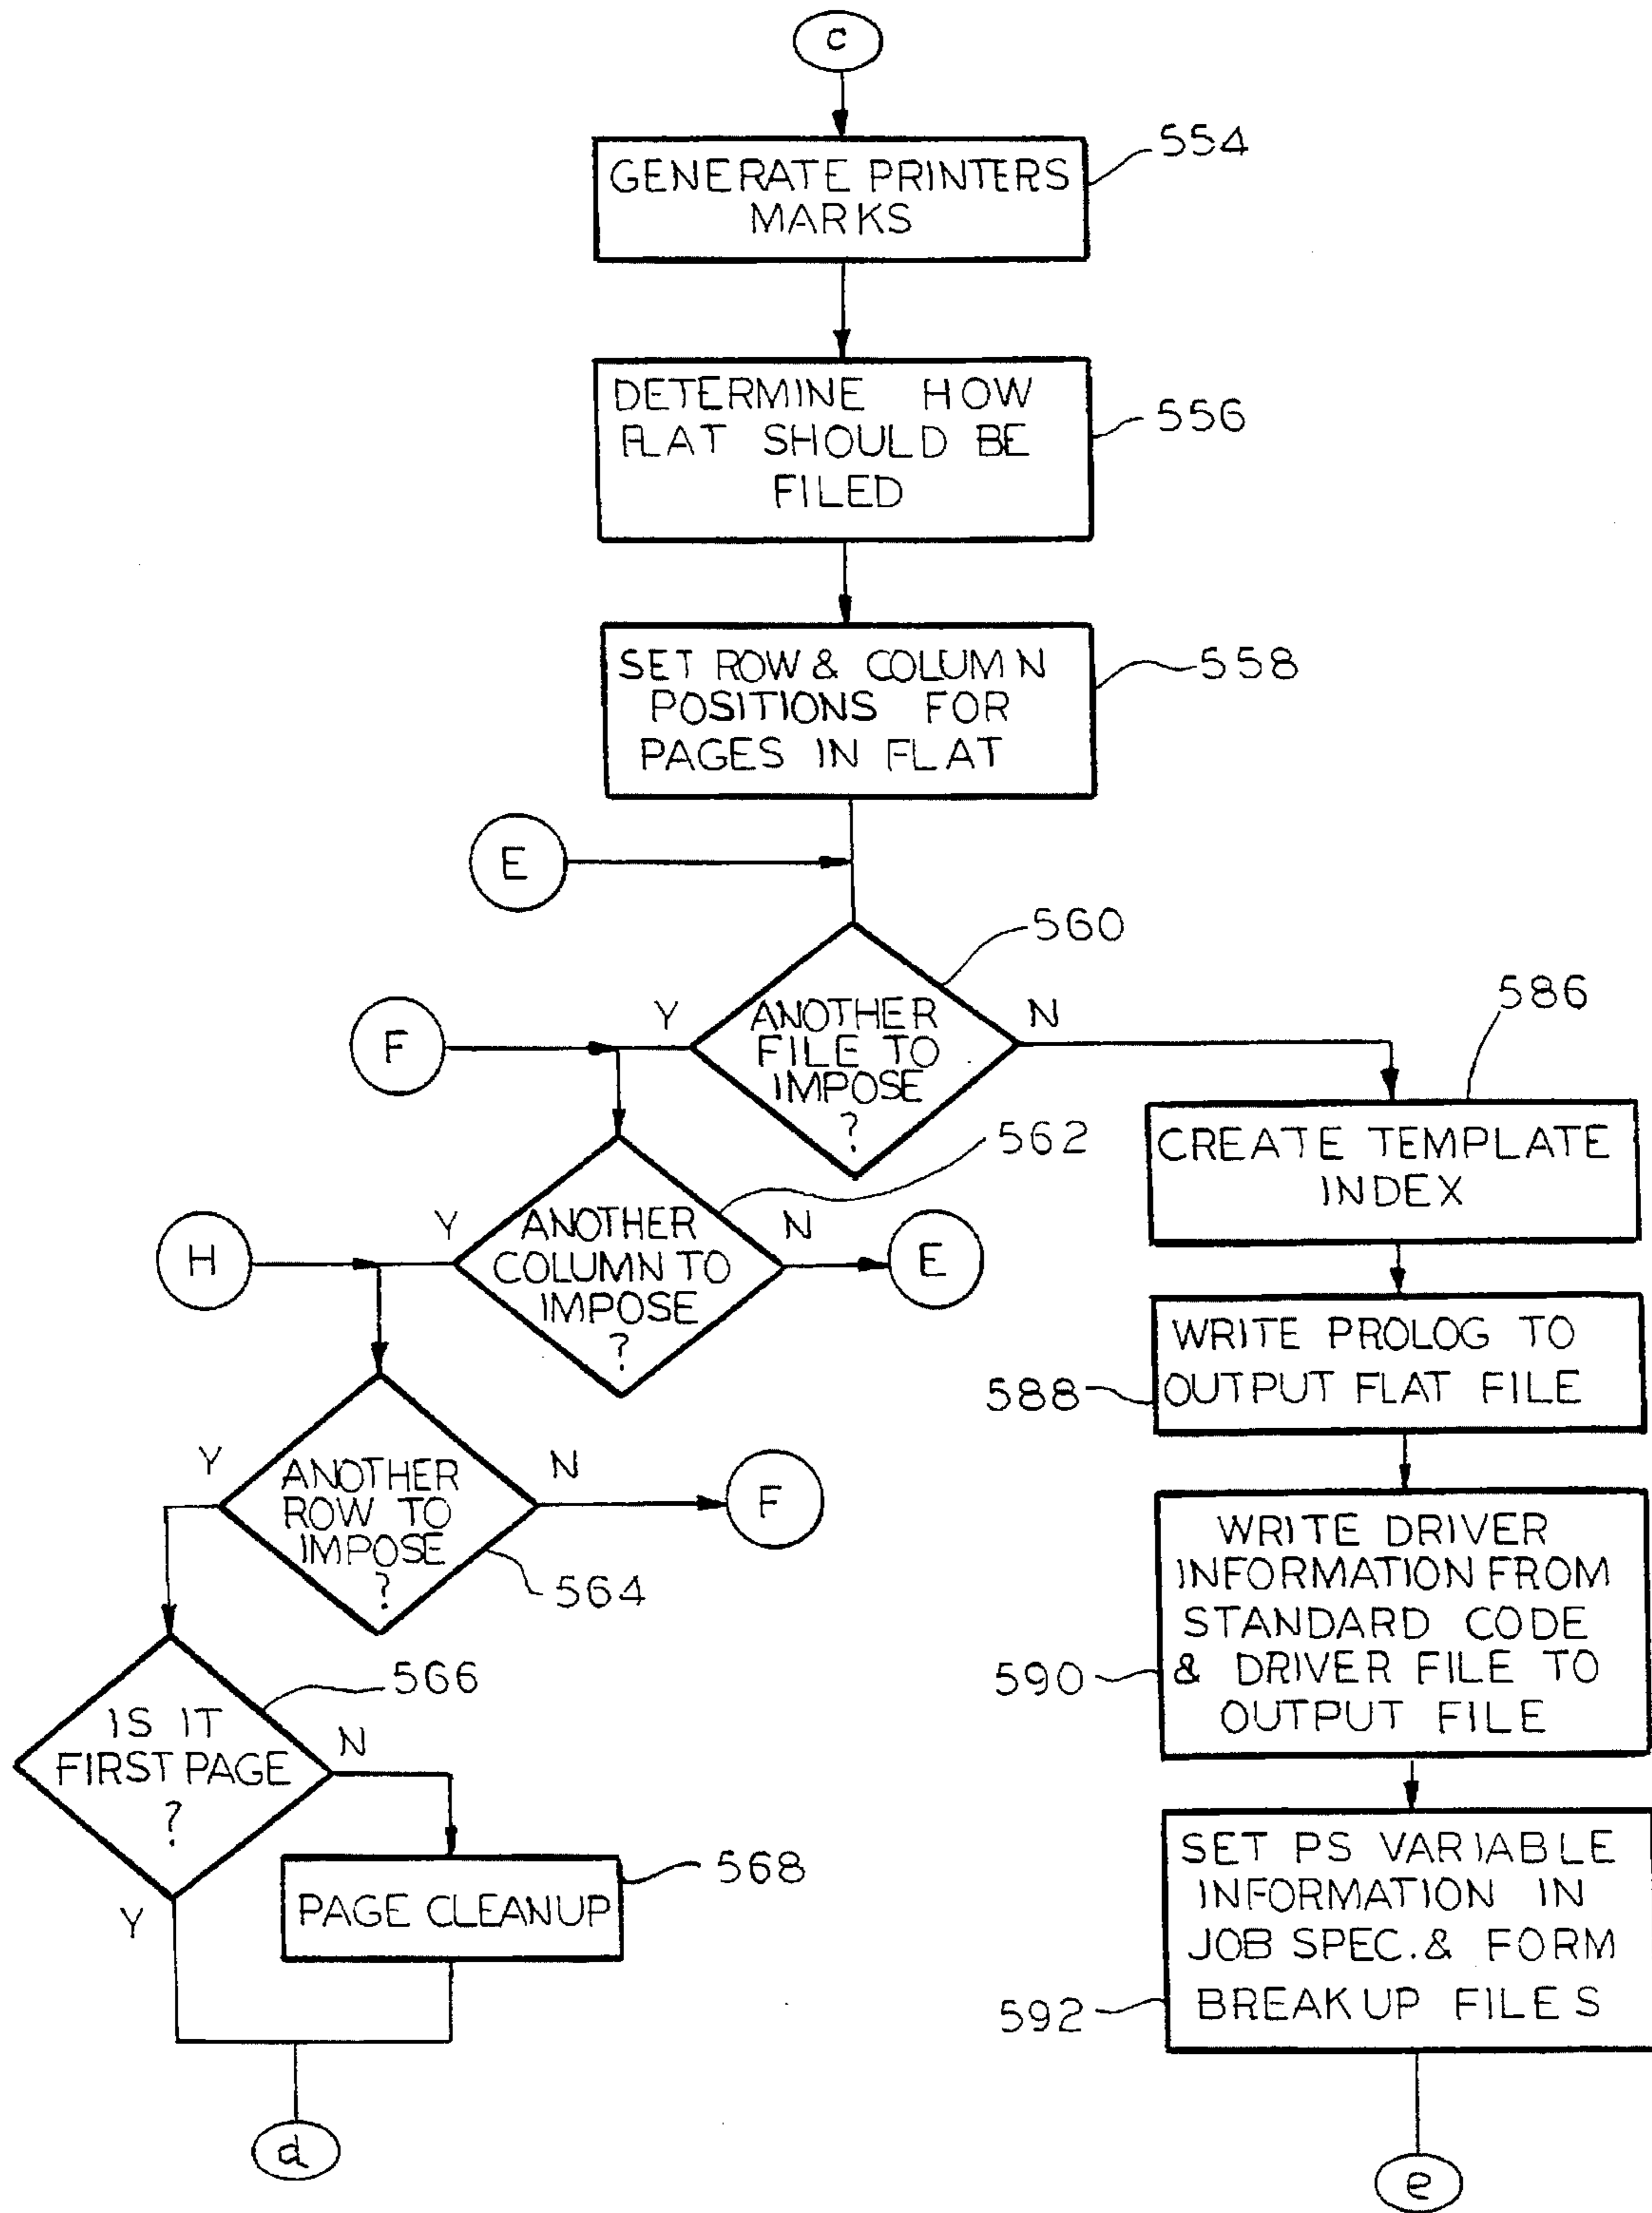 c
GENERATE PRINTERS
MARKS
554
DETERMINE HOW
FLAT SHOULD BE
FILED
556
SET ROW & COLUMN
POSITIONS FOR
PAGES IN FLAT
558
E
560
Y
ANOTHER
FILE TO
IMPOSE
?
N
F
562
Y
ANOTHER
COLUMN TO
IMPOSE
?
N
E
H
Y
ANOTHER
ROW TO
IMPOSE
?
N
F
564
566
IS IT
FIRST PAGE
?
N
Y
568
PAGE CLEANUP
d
586
CREATE TEMPLATE
INDEX
WRITE PROLOG TO
OUTPUT FLAT FILE
588
WRITE DRIVER
INFORMATION FROM
STANDARD CODE
& DRIVER FILE TO
OUTPUT FILE
590
SET PS VARIABLE
INFORMATION IN
JOB SPEC. & FORM
BREAKUP FILES
592
e